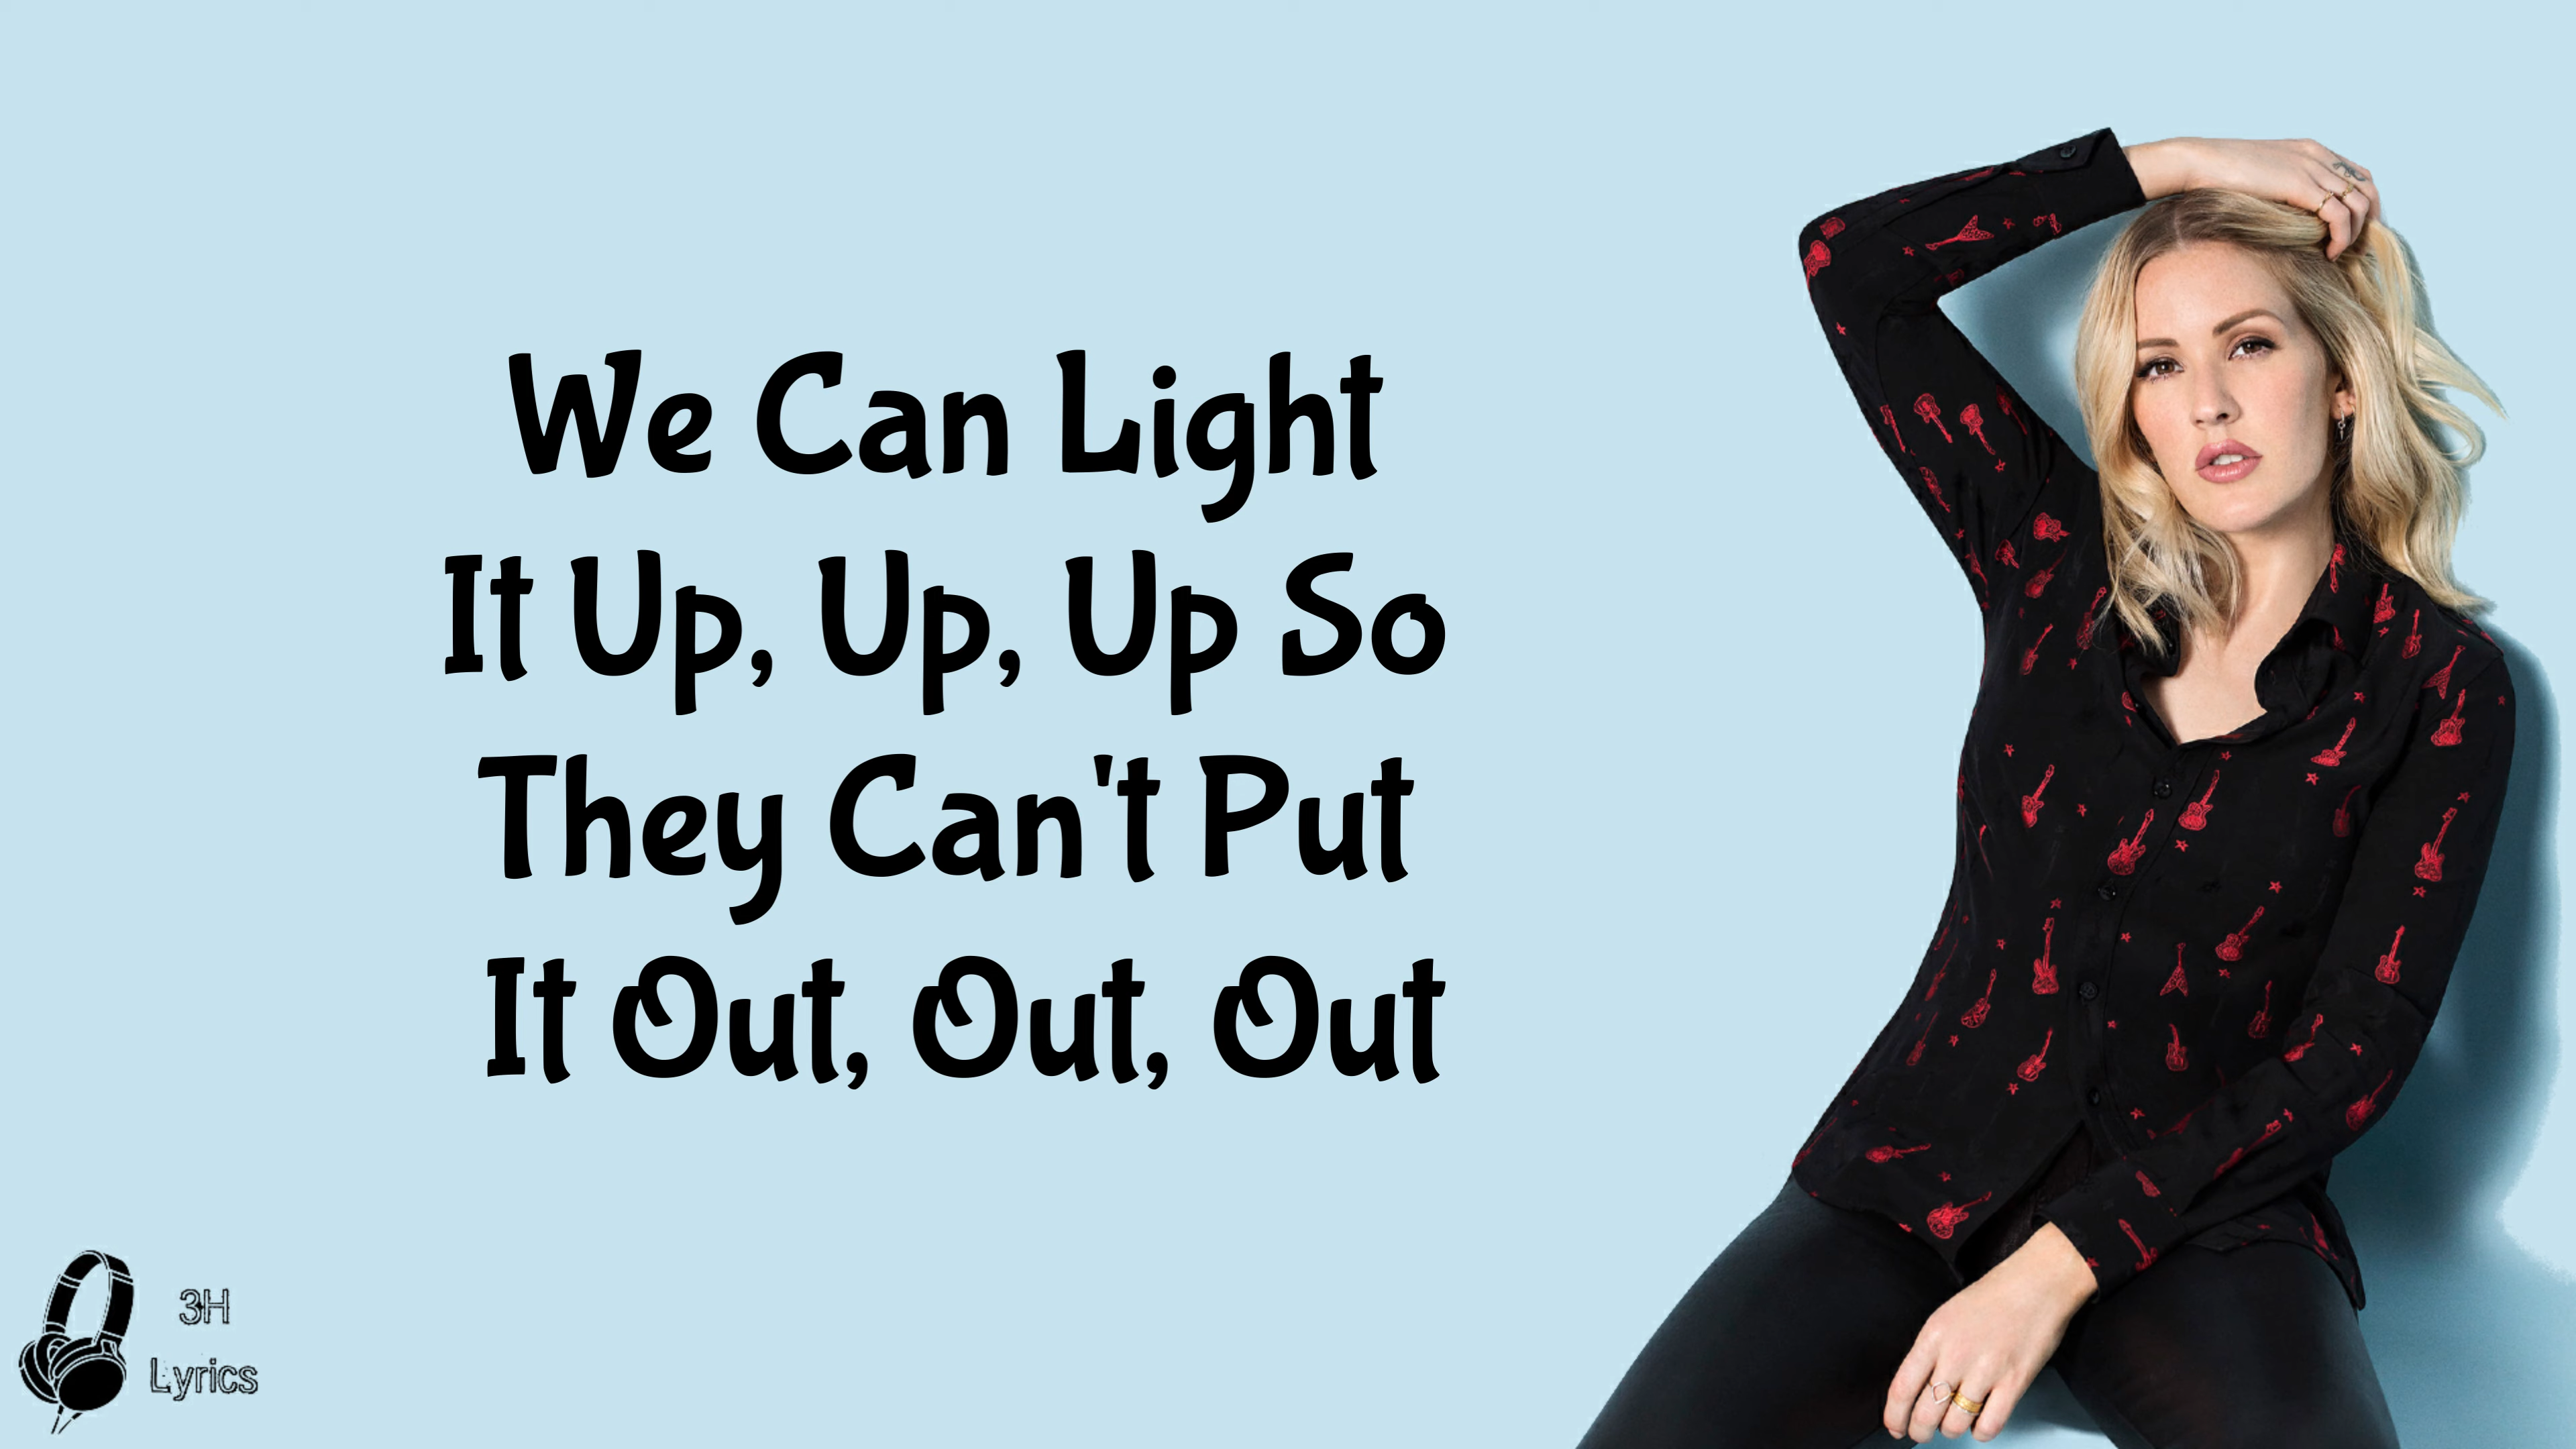 We Can Light
It Up, Up, Up So
They Can't Put
It Out, Out, Out
3H
Lyrics